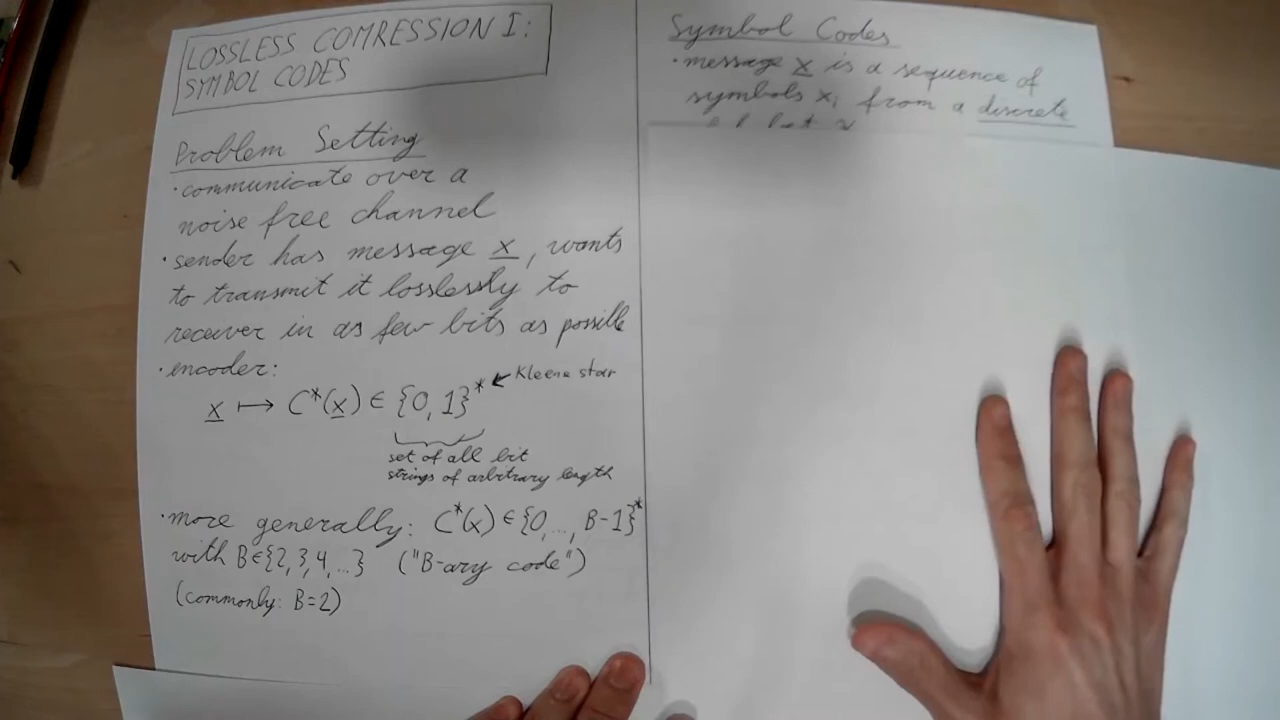 LOSSLESS COMRESSION I:
SYMBOL CODES
Problem Setting
· communicate over a
noise free channel
· sender has message x, wants
to transmit it losslessly to
receiver in as few bits as possible
· encoder:
x ↦ C*(x) ∈ {0,1}* ← Kleene star
set of all bit
strings of arbitrary length
· more generally: C*(x) ∈ {0,..., B-1}*
with B∈{2,3,4,...} ("B-ary code")
(commonly: B=2)
Symbol Codes
· message x is a sequence of
symbols xᵢ from a discrete